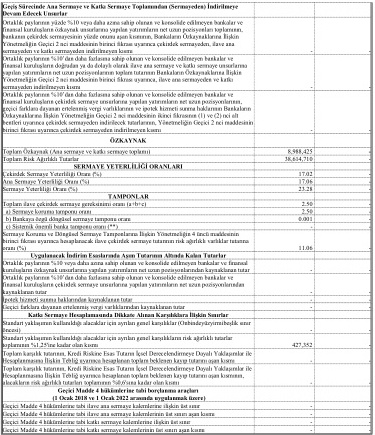 Geçiş Sürecinde Ana Sermaye ve Katkı Sermaye Toplamından (Sermayeden) İndirilmeye
Devam Edecek Unsurlar
Ortaklık paylarının yüzde %10 veya daha azına sahip olunan ve konsolide edilmeyen bankalar ve
finansal kuruluşların özkaynak unsurlarına yapılan yatırımların net uzun pozisyonları toplamının,
bankanın çekirdek sermayesinin yüzde onunu aşan kısmının, Bankaların Özkaynaklarına İlişkin
Yönetmeliğin Geçici 2 nci maddesinin birinci fıkrası uyarınca çekirdek sermayeden, ilave ana
sermayeden ve katkı sermayeden indirilmeyen kısmı - -
Ortaklık paylarının %10'dan daha fazlasına sahip olunan ve konsolide edilmeyen bankalar ve
finansal kuruluşların doğrudan ya da dolaylı olarak ilave ana sermaye ve katkı sermaye unsurlarına
yapılan yatırımların net uzun pozisyonlarının toplam tutarının Bankaların Özkaynaklarına İlişkin
Yönetmeliğin Geçici 2 nci maddesinin birinci fıkrası uyarınca, ilave ana sermayeden ve katkı
sermayeden indirilmeyen kısmı - -
Ortaklık paylarının %10'dan daha fazlasına sahip olunan ve konsolide edilmeyen bankalar ve
finansal kuruluşların çekirdek sermaye unsurlarına yapılan yatırımların net uzun pozisyonlarının,
geçici farklara dayanan ertelenmiş vergi varlıklarının ve ipotek hizmeti sunma haklarının Bankaların
Özkaynaklarına İlişkin Yönetmeliğin Geçici 2 nci maddesinin ikinci fıkrasının (1) ve (2) nci alt
bentleri uyarınca çekirdek sermayeden indirilecek tutarlarının, Yönetmeliğin Geçici 2 nci maddesinin
birinci fıkrası uyarınca çekirdek sermayeden indirilmeyen kısmı - -
ÖZKAYNAK
Toplam Özkaynak (Ana sermaye ve katkı sermaye toplamı) 8,988,425 -
Toplam Risk Ağırlıklı Tutarlar 38,614,710 -
SERMAYE YETERLİLİĞİ ORANLARI
Çekirdek Sermaye Yeterliliği Oranı (%) 17.02 -
Ana Sermaye Yeterliliği Oranı (%) 17.06 -
Sermaye Yeterliliği Oranı (%) 23.28 -
TAMPONLAR
Toplam ilave çekirdek sermaye gereksinimi oranı (a+b+c) 2.50 -
a) Sermaye koruma tamponu oranı 2.50 -
b) Bankaya özgü döngüsel sermaye tamponu oranı 0.001 -
c) Sistemik önemli banka tamponu oranı (**) - -
Sermaye Koruma ve Döngüsel Sermaye Tamponlarına İlişkin Yönetmeliğin 4 üncü maddesinin
birinci fıkrası uyarınca hesaplanacak ilave çekirdek sermaye tutarının risk ağırlıklı varlıklar tutarına
oranı (%) 11.06 -
Uygulanacak İndirim Esaslarında Aşım Tutarının Altında Kalan Tutarlar
Ortaklık paylarının %10 veya daha azına sahip olunan ve konsolide edilmeyen bankalar ve finansal
kuruluşların özkaynak unsurlarına yapılan yatırımların net uzun pozisyonlarından kaynaklanan tutar - -
Ortaklık paylarının %10'dan daha fazlasına sahip olunan ve konsolide edilmeyen bankalar ve
finansal kuruluşların çekirdek sermaye unsurlarına yapılan yatırımların net uzun pozisyonlarından
kaynaklanan tutar - -
İpotek hizmeti sunma haklarından kaynaklanan tutar - -
Geçici farklara dayanan ertelenmiş vergi varlıklarından kaynaklanan tutar - -
Katkı Sermaye Hesaplamasında Dikkate Alınan Karşılıklara İlişkin Sınırlar
Standart yaklaşımın kullanıldığı alacaklar için ayrılan genel karşılıklar (Onbindeyüzyirmibeşlik sınır
öncesi) - -
Standart yaklaşımın kullanıldığı alacaklar için ayrılan genel karşılıkların risk ağırlıklı tutarlar
toplamının %1,25'ine kadar olan kısmı 427,352 -
Toplam karşılık tutarının, Kredi Riskine Esas Tutarın İçsel Derecelendirmeye Dayalı Yaklaşımlar ile
Hesaplanmasına İlişkin Tebliğ uyarınca hesaplanan toplam beklenen kayıp tutarını aşan kısmı - -
Toplam karşılık tutarının, Kredi Riskine Esas Tutarın İçsel Derecelendirmeye Dayalı Yaklaşımlar ile
Hesaplanmasına İlişkin Tebliğ uyarınca hesaplanan toplam beklenen kayıp tutarını aşan kısmının,
alacakların risk ağırlıklı tutarları toplamının %0,6'sına kadar olan kısmı - -
Geçici Madde 4 hükümlerine tabi borçlanma araçları
(1 Ocak 2018 ve 1 Ocak 2022 arasında uygulanmak üzere)
Geçici Madde 4 hükümlerine tabi ilave ana sermaye kalemlerine ilişkin üst sınır - -
Geçici Madde 4 hükümlerine tabi ilave ana sermaye kalemlerinin üst sınırı aşan kısmı - -
Geçici Madde 4 hükümlerine tabi katkı sermaye kalemlerine ilişkin üst sınır - -
Geçici Madde 4 hükümlerine tabi katkı sermaye kalemlerinin üst sınırı aşan kısmı - -